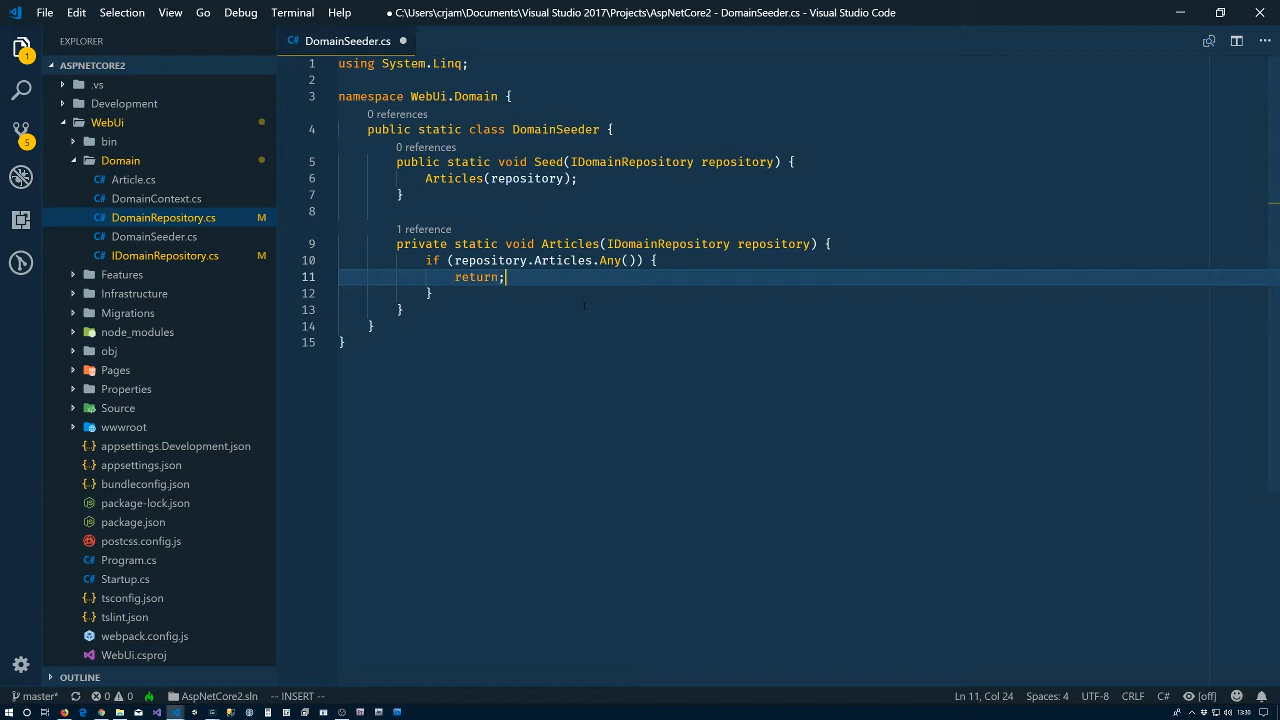 File Edit Selection View Go Debug Terminal Help
● C:\Users\crjam\Documents\Visual Studio 2017\Projects\AspNetCore2 - DomainSeeder.cs - Visual Studio Code
EXPLORER
ASPNETCORE2
.vs
Development
WebUi
bin
Domain
Article.cs
DomainContext.cs
DomainRepository.cs M
DomainSeeder.cs
IDomainRepository.cs M
Features
Infrastructure
Migrations
node_modules
obj
Pages
Properties
Source
wwwroot
appsettings.Development.json
appsettings.json
bundleconfig.json
package-lock.json
package.json
postcss.config.js
Program.cs
Startup.cs
tsconfig.json
tslint.json
webpack.config.js
WebUi.csproj
OUTLINE
1
5
C# DomainSeeder.cs ●
1 using System.Linq;
2
3 namespace WebUi.Domain {
0 references
4 public static class DomainSeeder {
0 references
5 public static void Seed(IDomainRepository repository) {
6 Articles(repository);
7 }
8
1 reference
9 private static void Articles(IDomainRepository repository) {
10 if (repository.Articles.Any()) {
11 return;
12 }
13 }
14 }
15 }
master* 0 0 AspNetCore2.sln -- INSERT --
Ln 11, Col 24 Spaces: 4 UTF-8 CRLF C# [off]
13:30